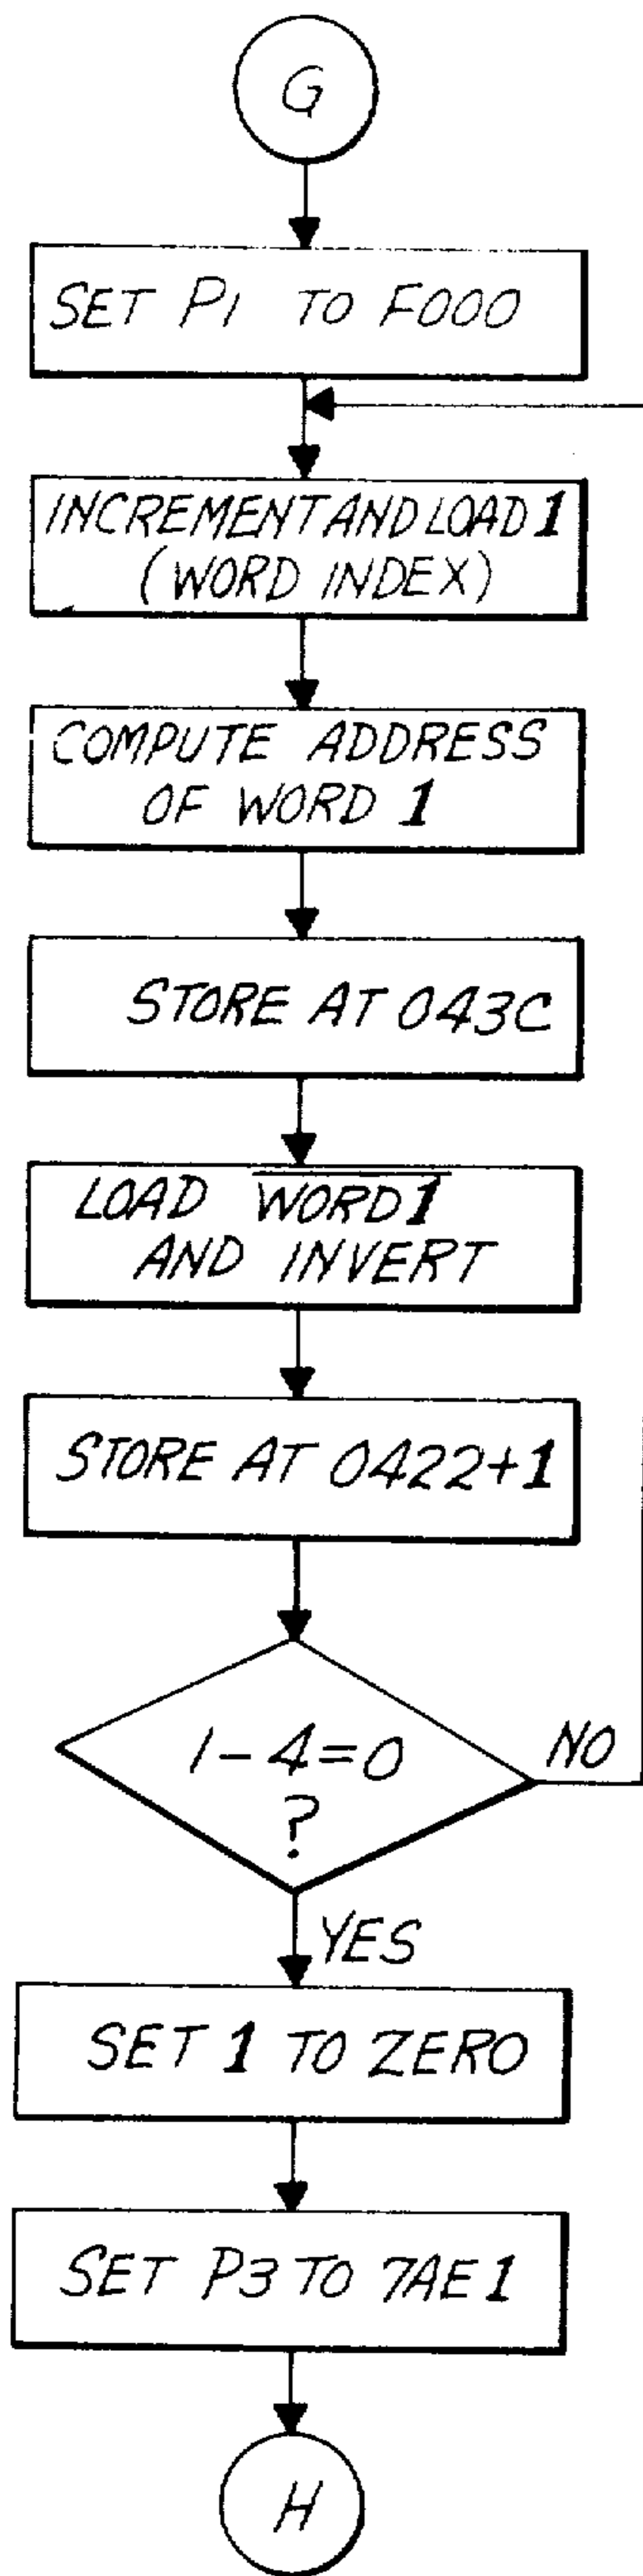 G
SET P1 TO F000
INCREMENT AND LOAD 1
(WORD INDEX)
COMPUTE ADDRESS
OF WORD 1
STORE AT 043C
LOAD WORD 1
AND INVERT
STORE AT 0422+1
1-4=0
?
NO
YES
SET 1 TO ZERO
SET P3 TO 7AE1
H